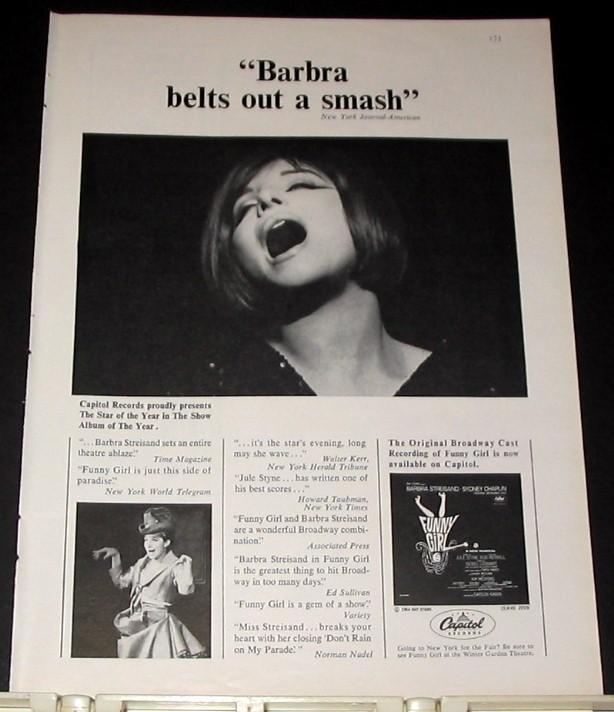 "Barbra
belts out a smash"
New York Journal-American
Capitol Records proudly presents
The Star of the Year in The Show
Album of The Year.
"...Barbra Streisand sets an entire
theatre ablaze."
Time Magazine
"Funny Girl is just this side of
paradise."
New York World Telegram
"...it's the star's evening, long
may she wave..."
Walter Kerr,
New York Herald Tribune
"Jule Styne...has written one of
his best scores..."
Howard Taubman,
New York Times
"Funny Girl and Barbra Streisand
are a wonderful Broadway combi-
nation."
Associated Press
"Barbra Streisand in Funny Girl
is the greatest thing to hit Broad-
way in too many days."
Ed Sullivan
"Funny Girl is a gem of a show."
Variety
"Miss Streisand...breaks your
heart with her closing 'Don't Rain
on My Parade.'"
Norman Nadel
The Original Broadway Cast
Recording of Funny Girl is now
available on Capitol.
BARBRA STREISAND · SYDNEY CHAPLIN
FUNNY
GIRL
Capitol
RECORDS
Going to New York for the Fair? Be sure to
see Funny Girl at the Winter Garden Theatre.